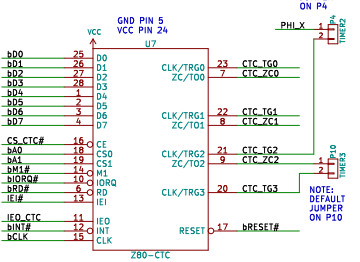 ON P4
PHI_X
1
2
P4
TIMER2
VCC
GND PIN 5
VCC PIN 24
U7
bD0 25 D0
bD1 26 D1
bD2 27 D2
bD3 28 D3
bD4 1 D4
bD5 2 D5
bD6 3 D6
bD7 4 D7
CS_CTC# 16 CE
bA0 18 CS0
bA1 19 CS1
bM1# 14 M1
bIORQ# 10 IORQ
bRD# 6 RD
IEI# 13 IEI
IEO_CTC 11 IEO
bINT# 12 INT
bCLK 15 CLK
CLK/TRG0 23 CTC_TG0
ZC/TO0 7 CTC_ZC0
CLK/TRG1 22 CTC_TG1
ZC/TO1 8 CTC_ZC1
CLK/TRG2 21 CTC_TG2
ZC/TO2 9 CTC_ZC2
CLK/TRG3 20 CTC_TG3
RESET 17 bRESET#
Z80-CTC
P10
1
2
TIMER3
NOTE:
DEFAULT
JUMPER
ON P10